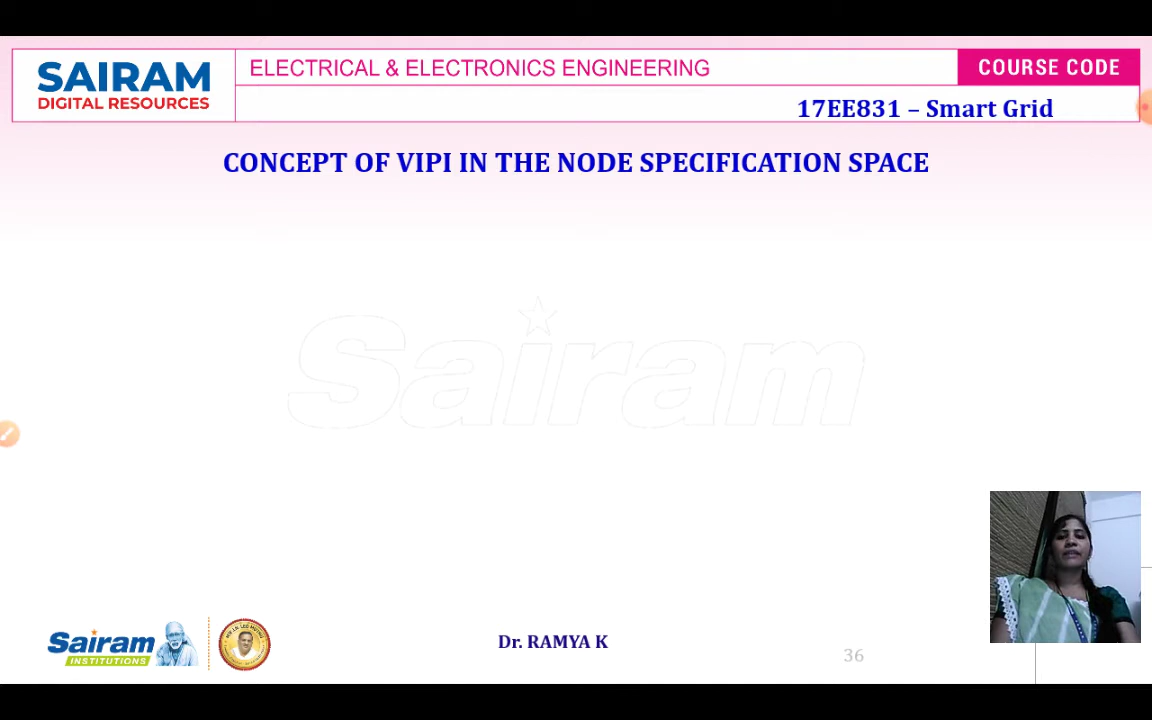 SAIRAM
DIGITAL RESOURCES
ELECTRICAL & ELECTRONICS ENGINEERING
COURSE CODE
17EE831 – Smart Grid
CONCEPT OF VIPI IN THE NODE SPECIFICATION SPACE
Sairam
Sairam
INSTITUTIONS
Dr. RAMYA K
36